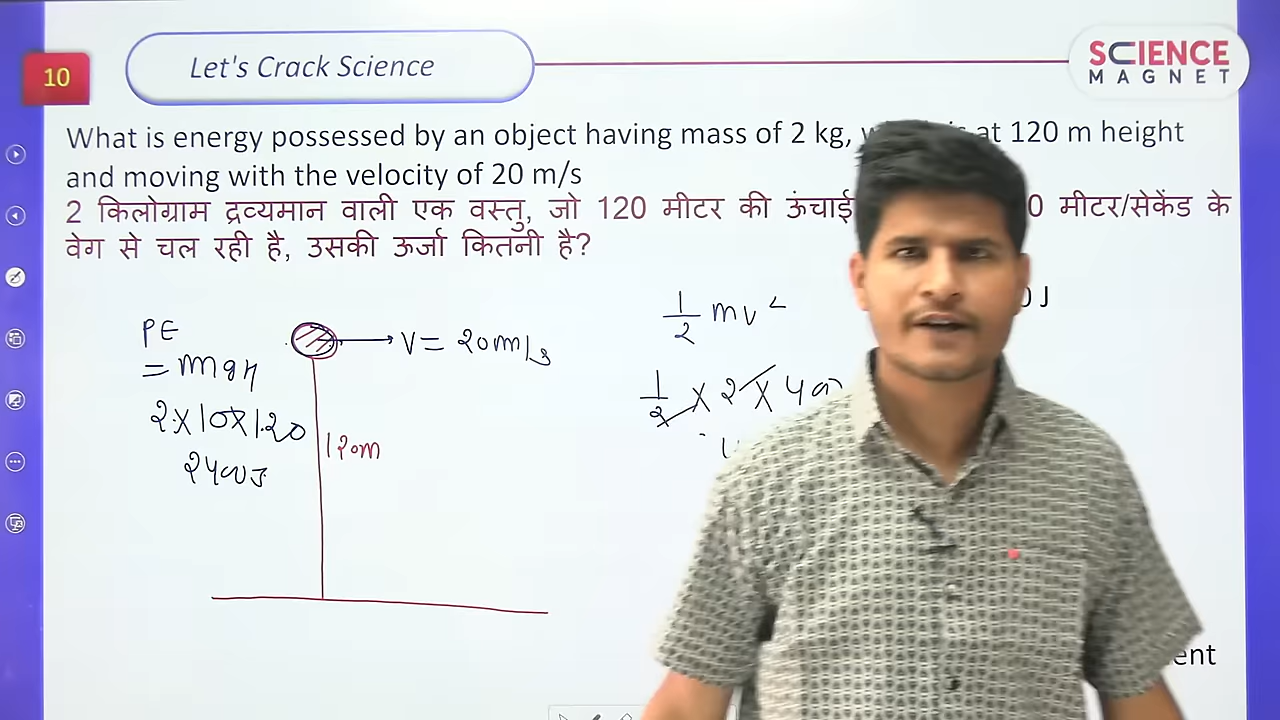 10
Let's Crack Science
SCIENCE
MAGNET
What is energy possessed by an object having mass of 2 kg, at 120 m height
and moving with the velocity of 20 m/s
2 किलोग्राम द्रव्यमान वाली एक वस्तु, जो 120 मीटर की ऊंचाई 0 मीटर/सेकेंड के
वेग से चल रही है, उसकी ऊर्जा कितनी है?
J
PE
= mgh
2 x 10 x 120
2400J
V = 20m/s
120m
1/2 mv²
1/2 x 2 x 400